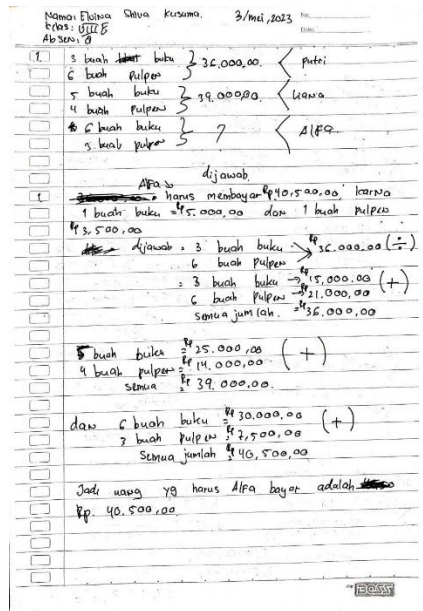 Nama: Elvina Shiva Kusuma. 3/mei, 2023
Kelas: VIII E
Absen: 8
No.
Date.
1. 3 buah buku } 36.000,00. < putri
6 buah pulpen
5 buah buku } 39.000,00. < Liano
4 buah pulpen
6 buah buku } ? < Alfa
3 buah pulpen
dijawab.
1. Alfa harus membayar Rp 40,500,00 karna
1 buah buku = Rp 5.000,00 dan 1 buah pulpen
Rp 3,500,00
dijawab = 3 buah buku Rp 36.000,00 (÷)
6 buah pulpen
= 3 buah buku → Rp 15,000.00 (+)
6 buah pulpen → Rp 21.000,00
semua jumlah. = Rp 36.000,00
5 buah buku = Rp 25.000,00 (+)
4 buah pulpen = Rp 14.000,00
semua Rp 39.000,00.
dan 6 buah buku = Rp 30.000,00 (+)
3 buah pulpen = Rp 7,500,00
Semua jumlah = Rp 40,500,00
Jadi uang yg harus Alfa bayar adalah
Rp. 40.500,00
BOSS